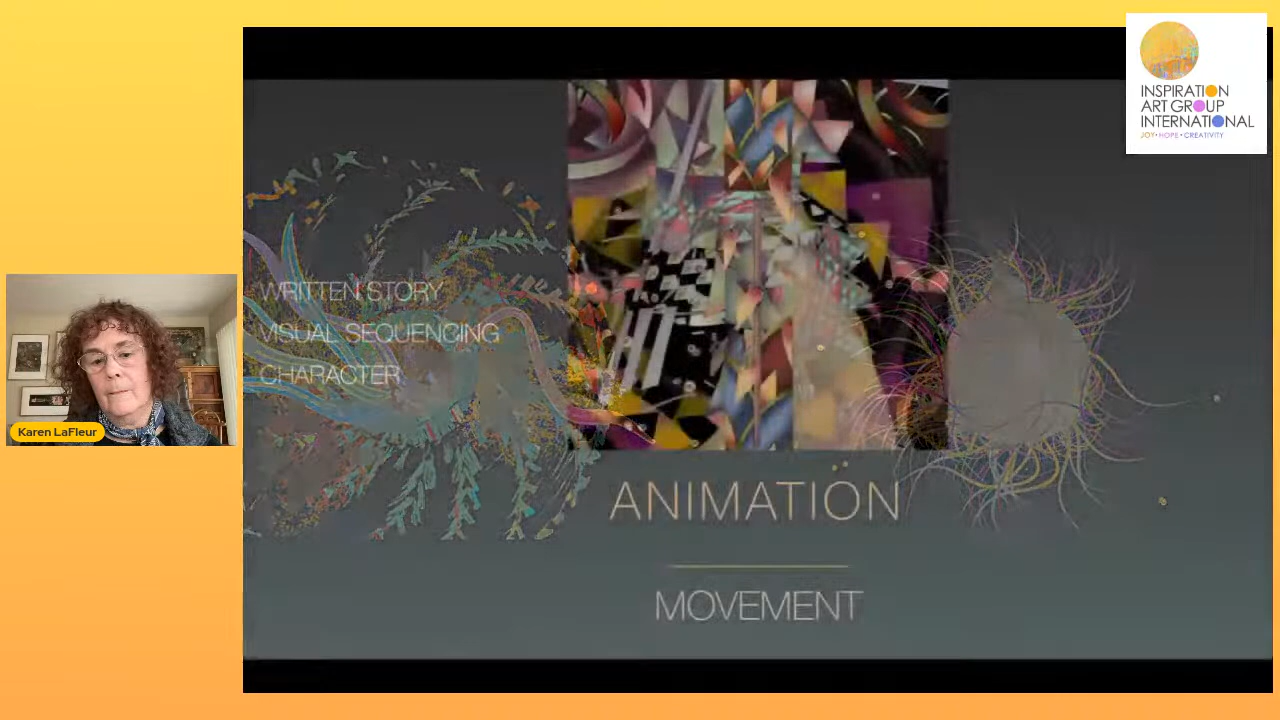 INSPIRATION
ART GROUP
INTERNATIONAL
JOY • HOPE • CREATIVITY
WRITTEN STORY
VISUAL SEQUENCING
CHARACTER
Karen LaFleur
ANIMATION
MOVEMENT